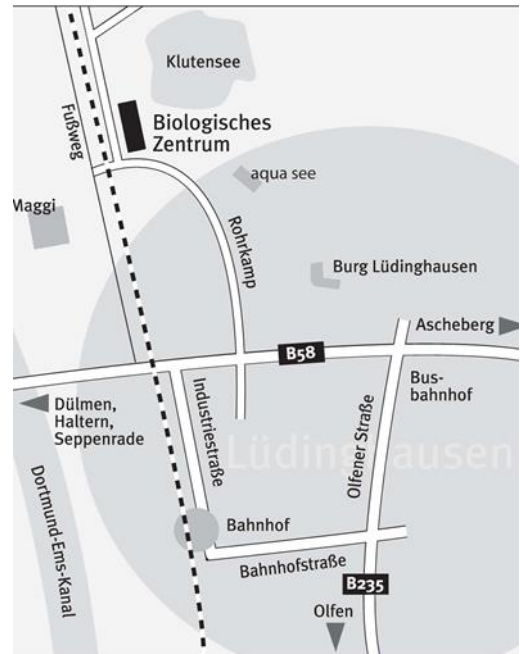 Klutensee
Fußweg
Biologisches
Zentrum
aqua see
Maggi
Rohrkamp
Burg Lüdinghausen
Ascheberg
B58
Bus-
bahnhof
Dülmen,
Haltern,
Seppenrade
Industriestraße
Olfener Straße
Lüdinghausen
Dortmund-Ems-Kanal
Bahnhof
Bahnhofstraße
B235
Olfen